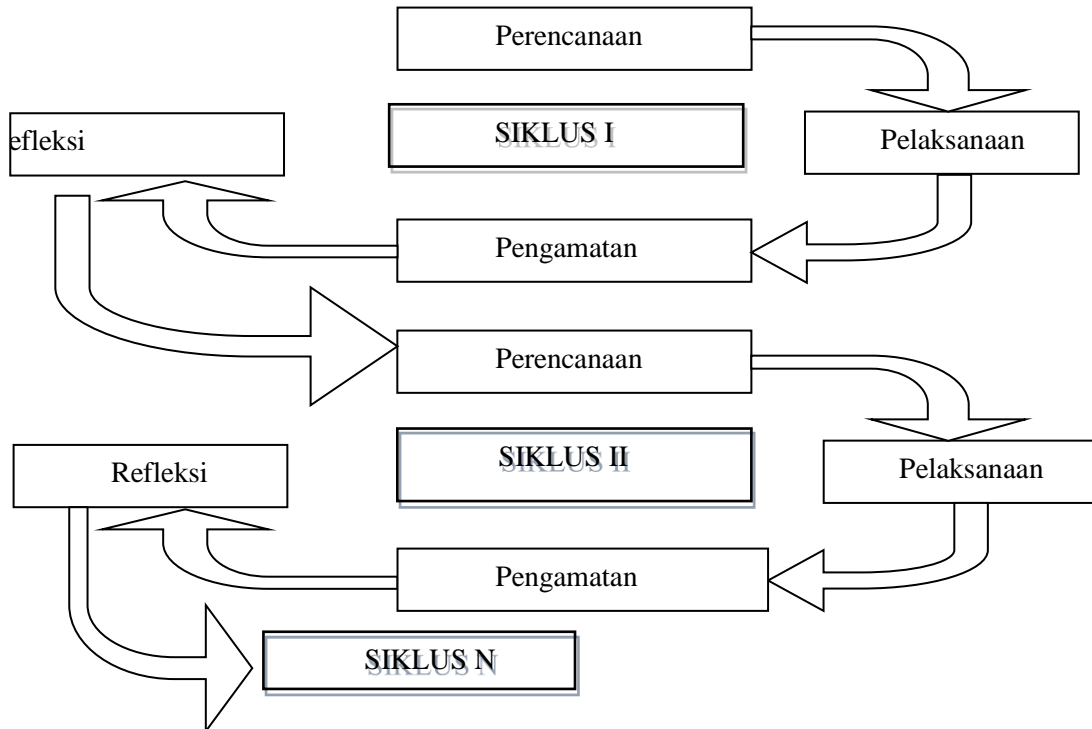 Perencanaan
SIKLUS I
efleksi
Pelaksanaan
Pengamatan
Perencanaan
SIKLUS II
Refleksi
Pelaksanaan
Pengamatan
SIKLUS N